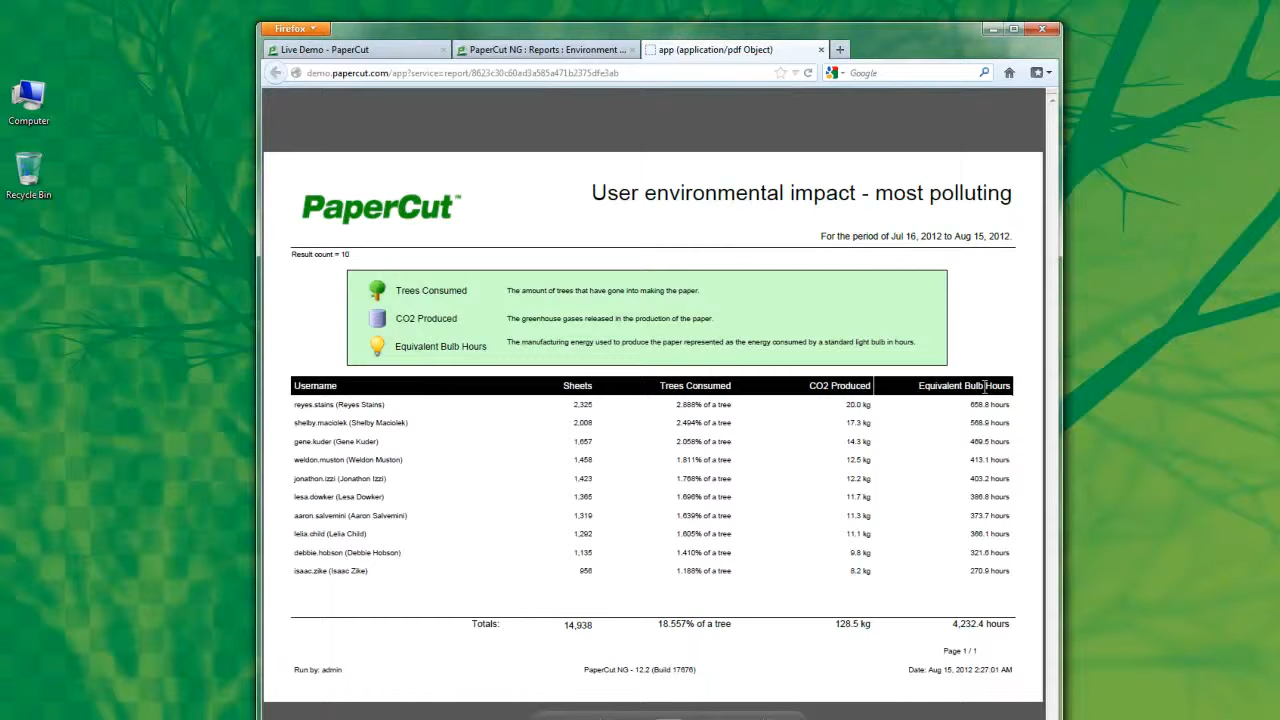 Firefox
Live Demo - PaperCut
PaperCut NG : Reports : Environment ...
app (application/pdf Object)
demo.papercut.com/app?service=report/8623c30c60ad3a585a471b2375dfe3ab
Google
Computer
Recycle Bin
PaperCut™
User environmental impact - most polluting
For the period of Jul 16, 2012 to Aug 15, 2012.
Result count = 10
Trees Consumed The amount of trees that have gone into making the paper.
CO2 Produced The greenhouse gases released in the production of the paper.
Equivalent Bulb Hours The manufacturing energy used to produce the paper represented as the energy consumed by a standard light bulb in hours.
Username Sheets Trees Consumed CO2 Produced Equivalent Bulb Hours
reyes.stains (Reyes Stains) 2,325 2.888% of a tree 20.0 kg 658.8 hours
shelby.maciolek (Shelby Maciolek) 2,008 2.494% of a tree 17.3 kg 568.9 hours
gene.kuder (Gene Kuder) 1,657 2.058% of a tree 14.3 kg 469.5 hours
weldon.muston (Weldon Muston) 1,458 1.811% of a tree 12.5 kg 413.1 hours
jonathon.izzi (Jonathon Izzi) 1,423 1.768% of a tree 12.2 kg 403.2 hours
lesa.dowker (Lesa Dowker) 1,365 1.696% of a tree 11.7 kg 386.8 hours
aaron.salvemini (Aaron Salvemini) 1,319 1.639% of a tree 11.3 kg 373.7 hours
lelia.child (Lelia Child) 1,292 1.605% of a tree 11.1 kg 366.1 hours
debbie.hobson (Debbie Hobson) 1,135 1.410% of a tree 9.8 kg 321.6 hours
isaac.zike (Isaac Zike) 956 1.188% of a tree 8.2 kg 270.9 hours
Totals: 14,938 18.557% of a tree 128.5 kg 4,232.4 hours
Page 1 / 1
Run by: admin PaperCut NG - 12.2 (Build 17676) Date: Aug 15, 2012 2:27:01 AM